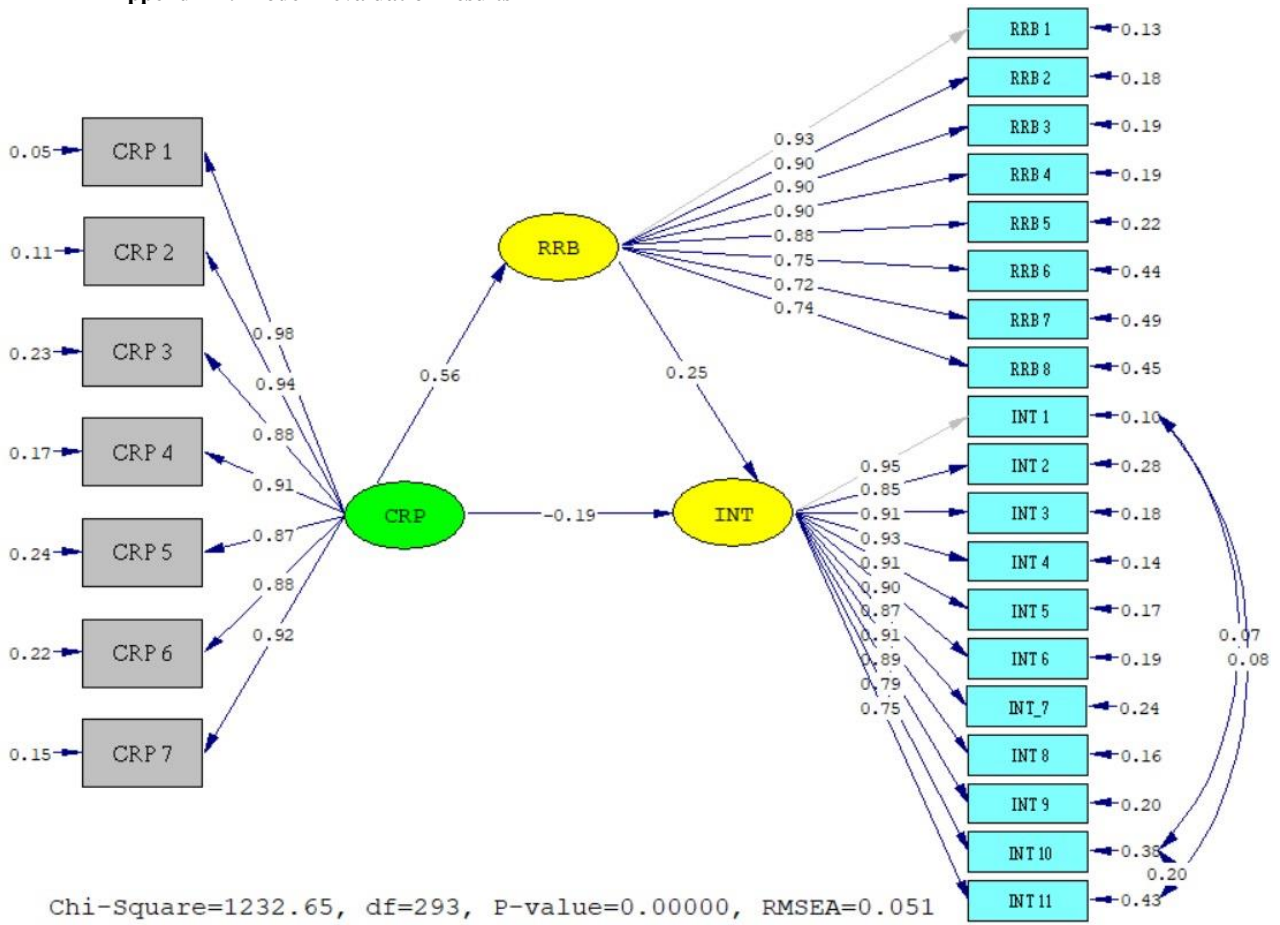 CRP 1
CRP 2
CRP 3
CRP 4
CRP 5
CRP 6
CRP 7
0.05
0.11
0.23
0.17
0.24
0.22
0.15
0.98
0.94
0.88
0.91
0.87
0.88
0.92
CRP
RRB
INT
0.56
0.25
-0.19
0.93
0.90
0.90
0.90
0.88
0.75
0.72
0.74
0.95
0.85
0.91
0.93
0.91
0.90
0.87
0.91
0.89
0.79
0.75
RRB 1
RRB 2
RRB 3
RRB 4
RRB 5
RRB 6
RRB 7
RRB 8
INT 1
INT 2
INT 3
INT 4
INT 5
INT 6
INT_7
INT 8
INT 9
INT 10
INT 11
0.13
0.18
0.19
0.19
0.22
0.44
0.49
0.45
0.10
0.28
0.18
0.14
0.17
0.19
0.24
0.16
0.20
0.38
0.43
0.07
0.08
0.20
Chi-Square=1232.65, df=293, P-value=0.00000, RMSEA=0.051